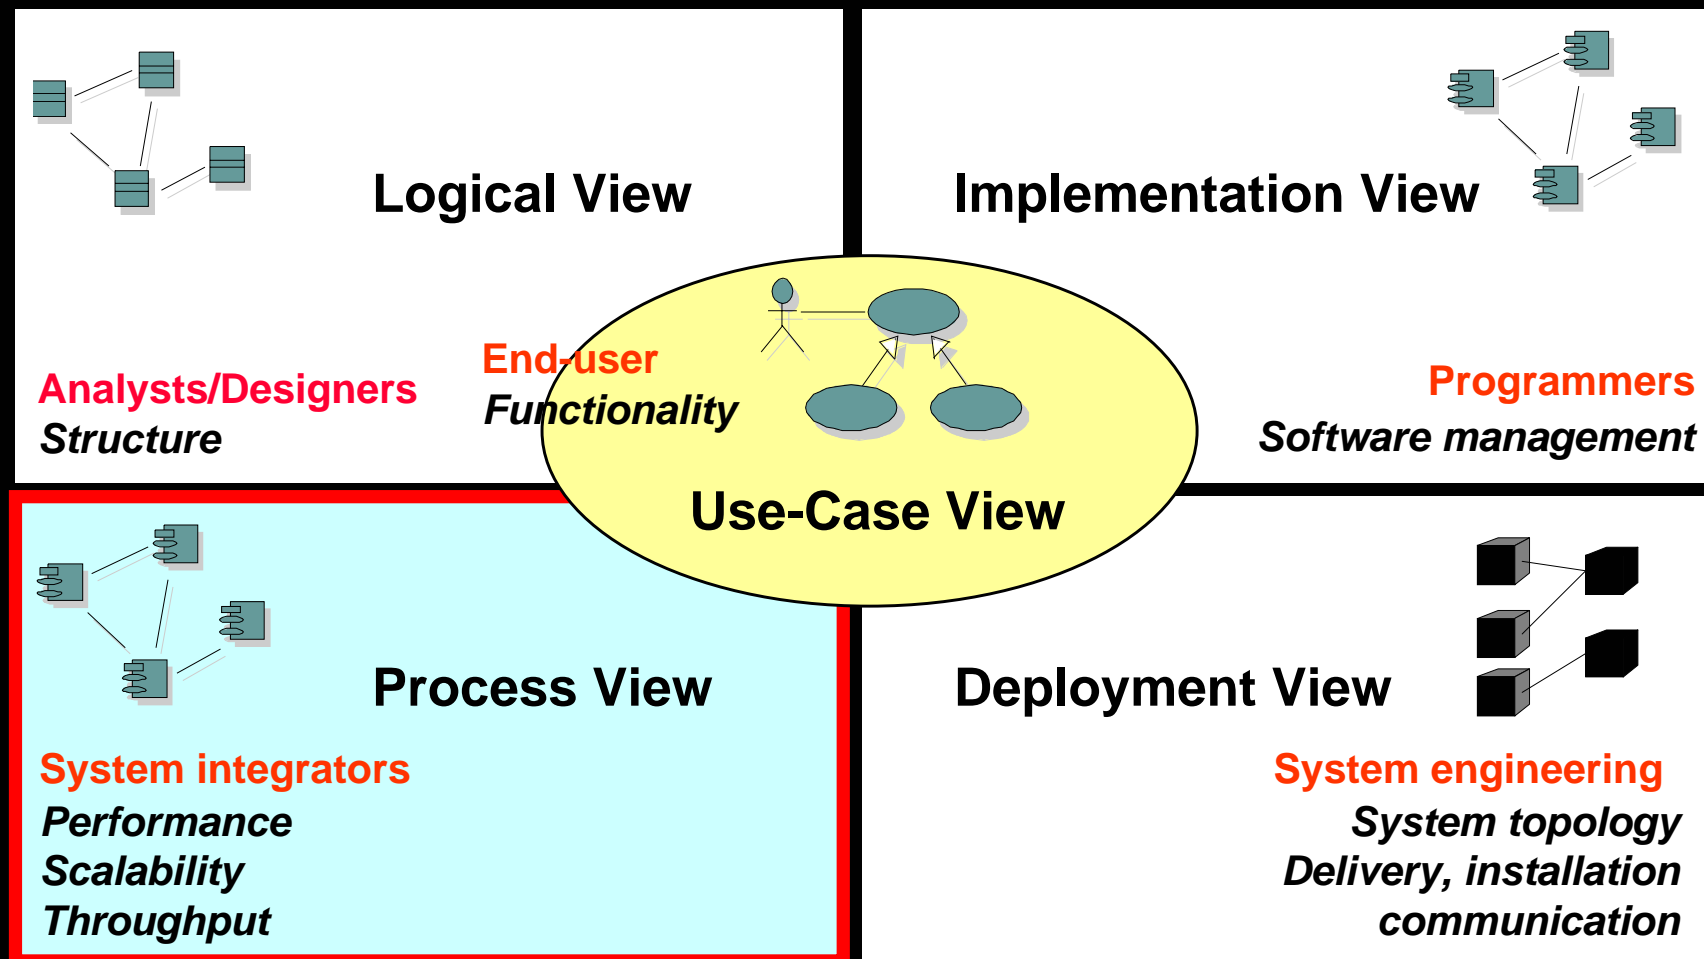 Logical View
Implementation View
Analysts/Designers
Structure
End-user
Functionality
Programmers
Software management
Use-Case View
Process View
Deployment View
System integrators
Performance
Scalability
Throughput
System engineering
System topology
Delivery, installation
communication